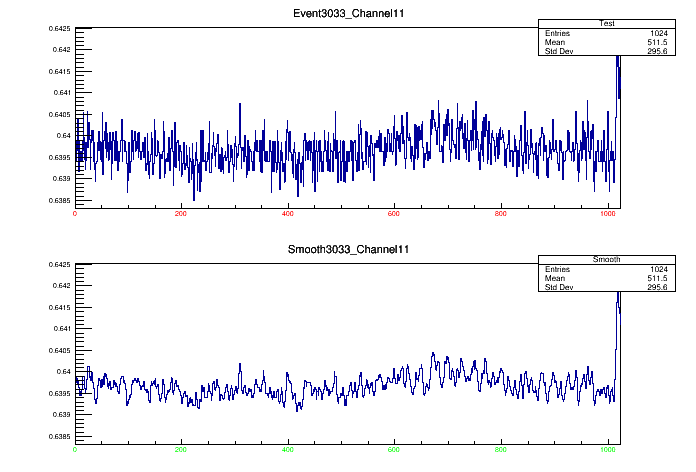 Event3033_Channel11
Test
Entries 1024
Mean 511.5
Std Dev 295.6
0.6425
0.642
0.6415
0.641
0.6405
0.64
0.6395
0.639
0.6385
0 200 400 600 800 1000
Smooth3033_Channel11
Smooth
Entries 1024
Mean 511.5
Std Dev 295.6
0.6425
0.642
0.6415
0.641
0.6405
0.64
0.6395
0.639
0.6385
0 200 400 600 800 1000